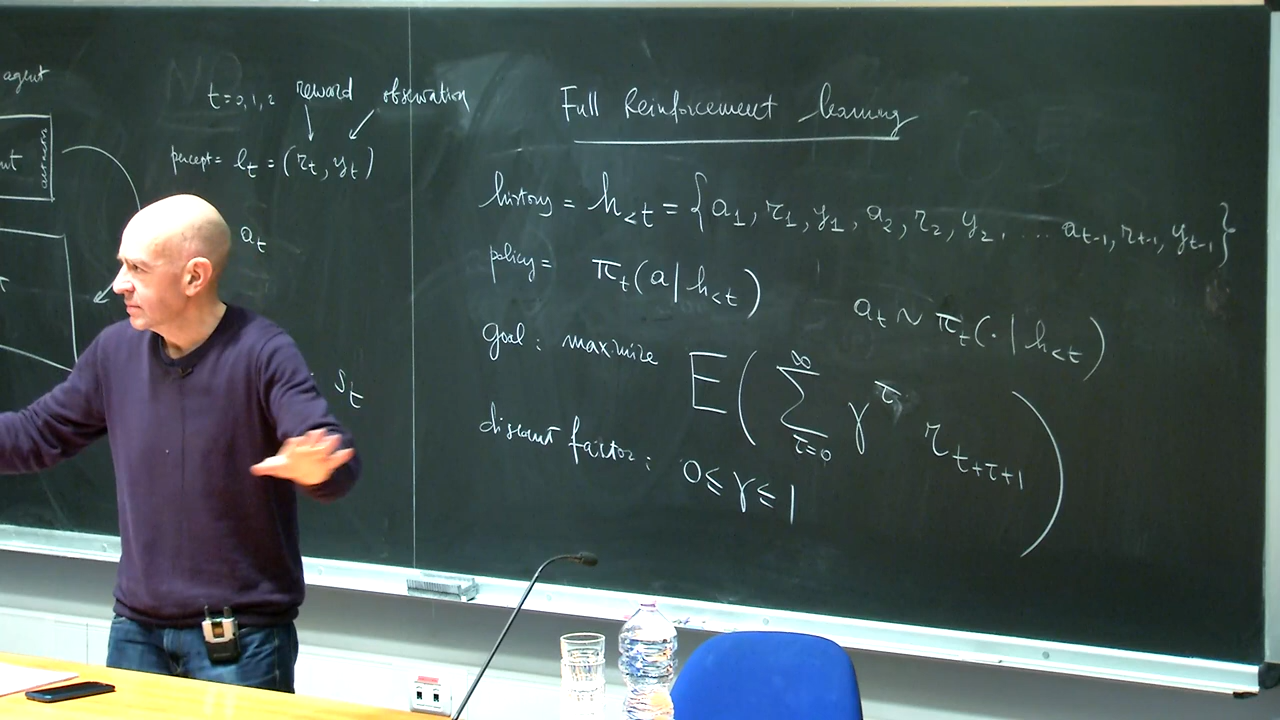 agent
t=0,1,2 reward observation
percept = e_t = (r_t, y_t)
a_t
s_t
Full Reinforcement learning
history = h_{<t} = {a_1, r_1, y_1, a_2, r_2, y_2, ... a_{t-1}, r_{t-1}, y_{t-1}}
policy = π_t(a|h_{<t})
a_t ~ π_t(·|h_{<t})
goal: maximize E(∑_{τ=0}^{∞} γ^τ r_{t+τ+1})
discount factor: 0≤γ≤1